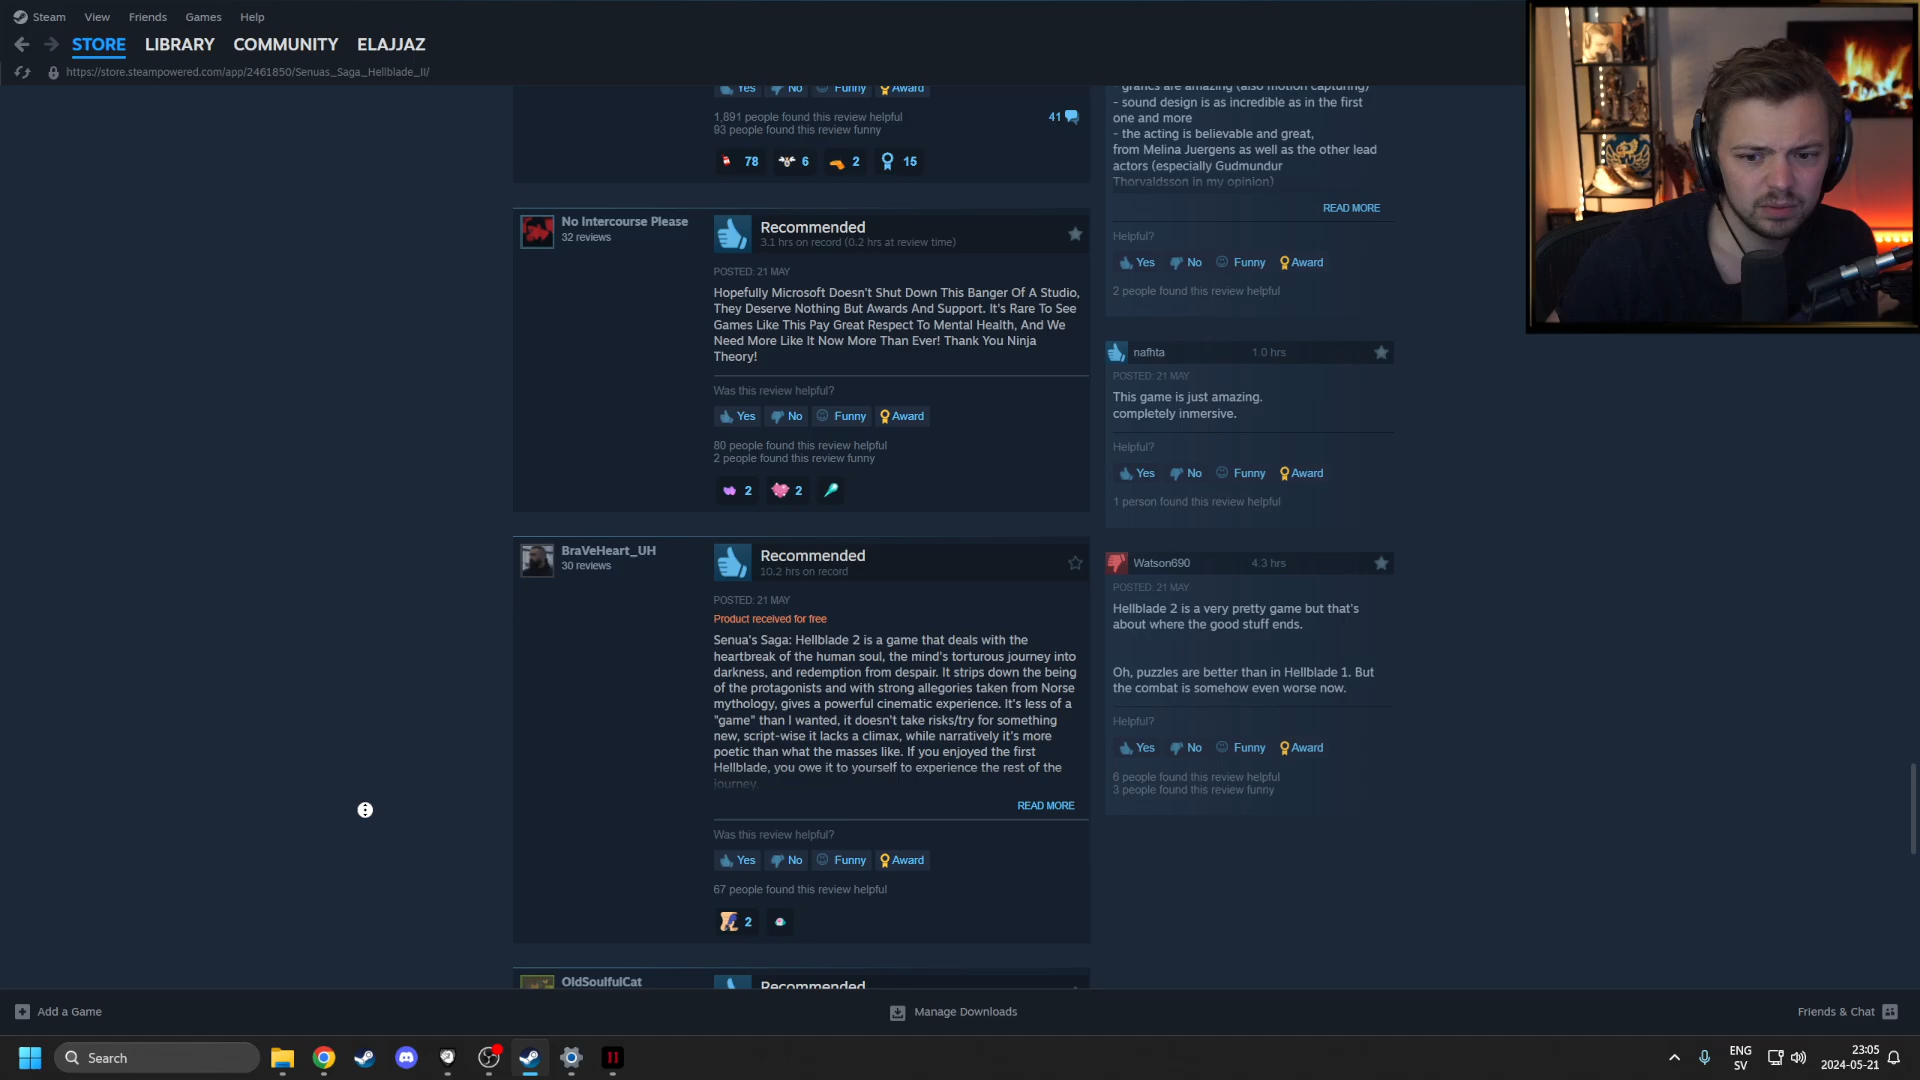 Steam View Friends Games Help
STORE LIBRARY COMMUNITY ELAJJAZ
https://store.steampowered.com/app/2461850/Senuas_Saga_Hellblade_II/
Yes No Funny Award
1,891 people found this review helpful
93 people found this review funny
41
78 6 2 15
No Intercourse Please
32 reviews
Recommended
3.1 hrs on record (0.2 hrs at review time)
POSTED: 21 MAY
Hopefully Microsoft Doesn't Shut Down This Banger Of A Studio,
They Deserve Nothing But Awards And Support. It's Rare To See
Games Like This Pay Great Respect To Mental Health, And We
Need More Like It Now More Than Ever! Thank You Ninja
Theory!
Was this review helpful?
Yes No Funny Award
80 people found this review helpful
2 people found this review funny
2 2
BraVeHeart_UH
30 reviews
Recommended
10.2 hrs on record
POSTED: 21 MAY
Product received for free
Senua's Saga: Hellblade 2 is a game that deals with the
heartbreak of the human soul, the mind's torturous journey into
darkness, and redemption from despair. It strips down the being
of the protagonists and with strong allegories taken from Norse
mythology, gives a powerful cinematic experience. It's less of a
"game" than I wanted, it doesn't take risks/try for something
new, script-wise it lacks a climax, while narratively it's more
poetic than what the masses like. If you enjoyed the first
Hellblade, you owe it to yourself to experience the rest of the
journey.
READ MORE
Was this review helpful?
Yes No Funny Award
67 people found this review helpful
2
OldSoulfulCat
Recommended
- grafics are amazing (also motion capturing)
- sound design is as incredible as in the first
one and more
- the acting is believable and great,
from Melina Juergens as well as the other lead
actors (especially Gudmundur
Thorvaldsson in my opinion)
READ MORE
Helpful?
Yes No Funny Award
2 people found this review helpful
nafhta 1.0 hrs
POSTED: 21 MAY
This game is just amazing.
completely inmersive.
Helpful?
Yes No Funny Award
1 person found this review helpful
Watson690 4.3 hrs
POSTED: 21 MAY
Hellblade 2 is a very pretty game but that's
about where the good stuff ends.
Oh, puzzles are better than in Hellblade 1. But
the combat is somehow even worse now.
Helpful?
Yes No Funny Award
6 people found this review helpful
3 people found this review funny
Add a Game Manage Downloads Friends & Chat
Search
ENG
SV
23:05
2024-05-21